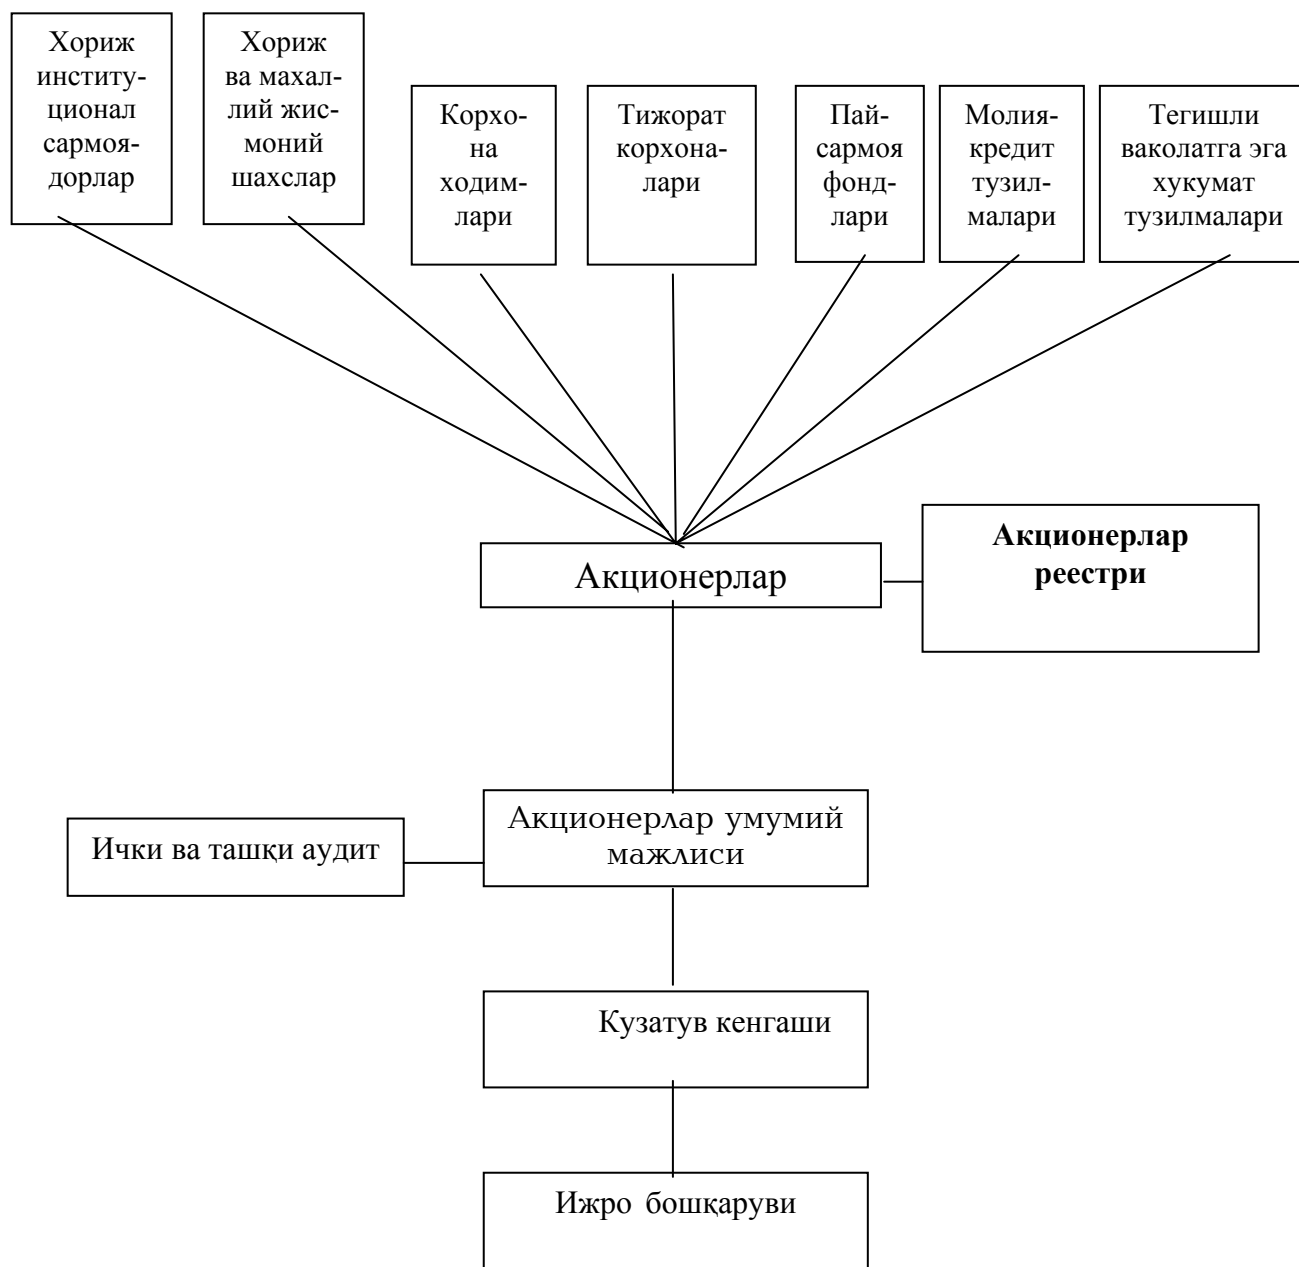 Хориж
институ-
ционал
сармоя-
дорлар
Хориж
ва махал-
лий жис-
моний
шахслар
Корхо-
на
ходим-
лари
Тижорат
корхона-
лари
Пай-
сармоя
фонд-
лари
Молия-
кредит
тузил-
малари
Тегишли
ваколатга эга
хукумат
тузилмалари
Акционерлар
Акционерлар
реестри
Акционерлар умумий
мажлиси
Ички ва ташқи аудит
Кузатув кенгаши
Ижро бошқаруви